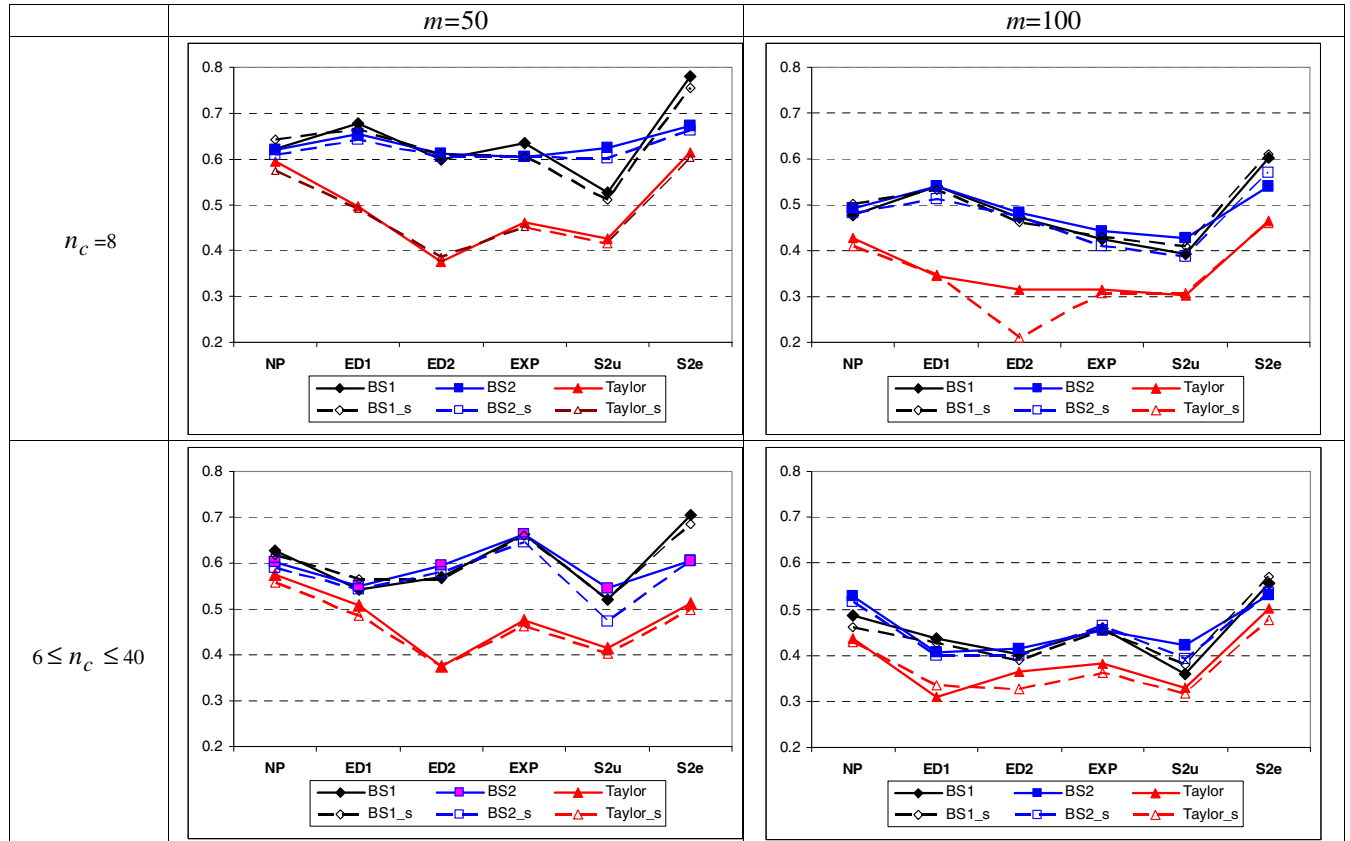 m=50 m=100
n_c =8
0.8
0.7
0.6
0.5
0.4
0.3
0.2
NP ED1 ED2 EXP S2u S2e
BS1 BS2 Taylor
BS1_s BS2_s Taylor_s
0.8
0.7
0.6
0.5
0.4
0.3
0.2
NP ED1 ED2 EXP S2u S2e
BS1 BS2 Taylor
BS1_s BS2_s Taylor_s
6 ≤ n_c ≤ 40
0.8
0.7
0.6
0.5
0.4
0.3
0.2
NP ED1 ED2 EXP S2u S2e
BS1 BS2 Taylor
BS1_s BS2_s Taylor_s
0.8
0.7
0.6
0.5
0.4
0.3
0.2
NP ED1 ED2 EXP S2u S2e
BS1 BS2 Taylor
BS1_s BS2_s Taylor_s